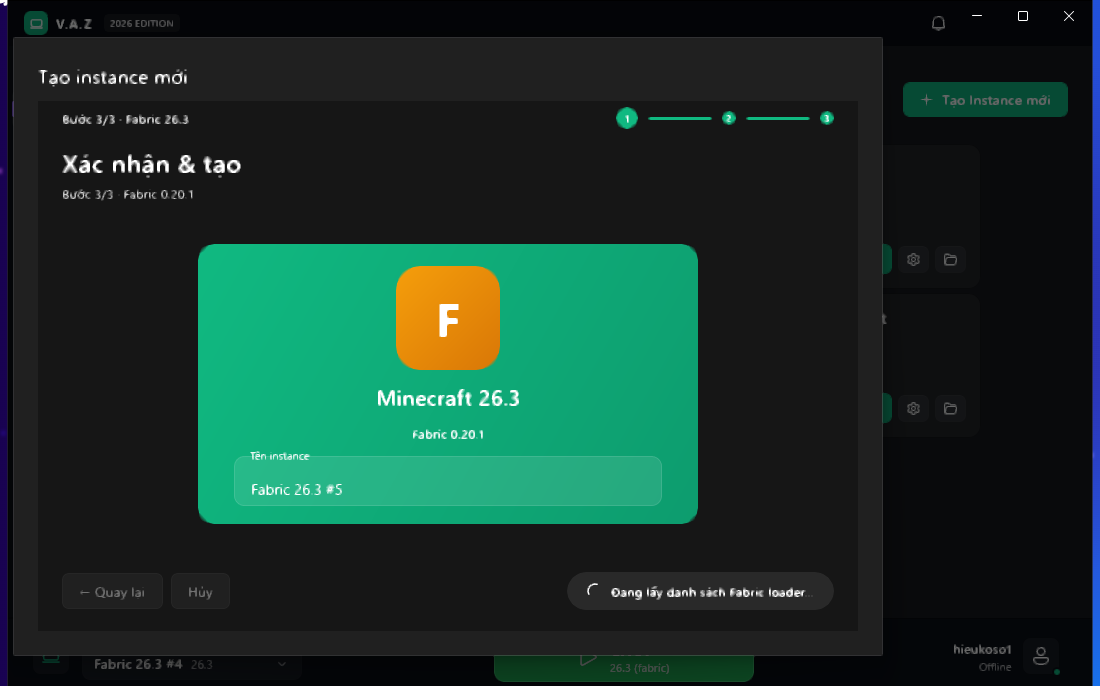 V.A.Z 2026 EDITION
Tạo instance mới
+ Tạo Instance mới
Bước 3/3 · Fabric 26.3
1 2 3
Xác nhận & tạo
Bước 3/3 · Fabric 0.20.1
F
Minecraft 26.3
Fabric 0.20.1
Tên instance
Fabric 26.3 #5
← Quay lại
Hủy
Đang lấy danh sách Fabric loader...
Fabric 26.3 #4 26.3
26.3 (fabric)
hieukoso1
Offline